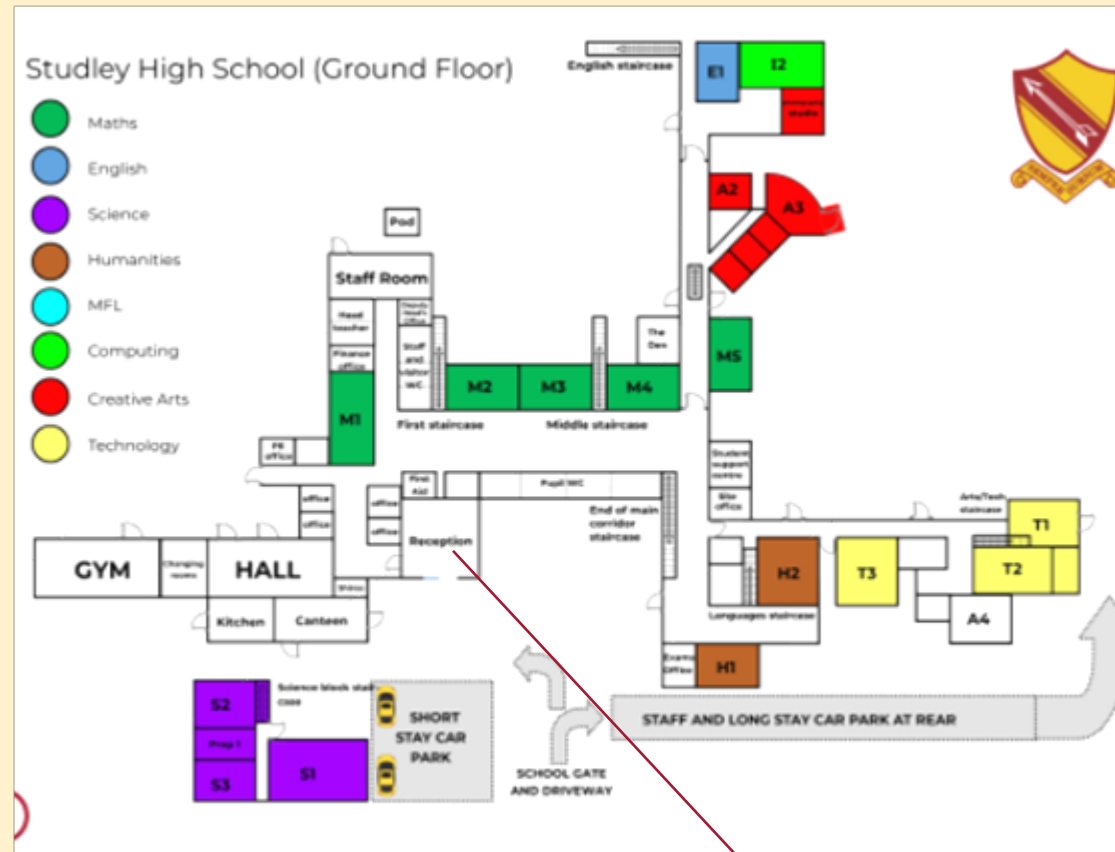 Studley High School (Ground Floor)
Maths
English
Science
Humanities
MFL
Computing
Creative Arts
Technology
English staircase
E1
I2
A2
A3
Pod
Staff Room
Head
teacher
Finance
office
Office
Staff
and
visitor
WC
M1
M2
M3
M4
The
Den
M5
First staircase
Middle staircase
PE
office
First
Aid
Pupil WC
office
office
office
office
Reception
End of main
corridor
staircase
Student
support
centre
Site
office
Arts/Tech
staircase
T1
T2
T3
A4
H2
Languages staircase
GYM
Changing
rooms
HALL
Kitchen
Canteen
Exams
Office
H1
S2
Prep 1
S3
S1
Science block stair
case
SHORT
STAY CAR
PARK
STAFF AND LONG STAY CAR PARK AT REAR
SCHOOL GATE
AND DRIVEWAY